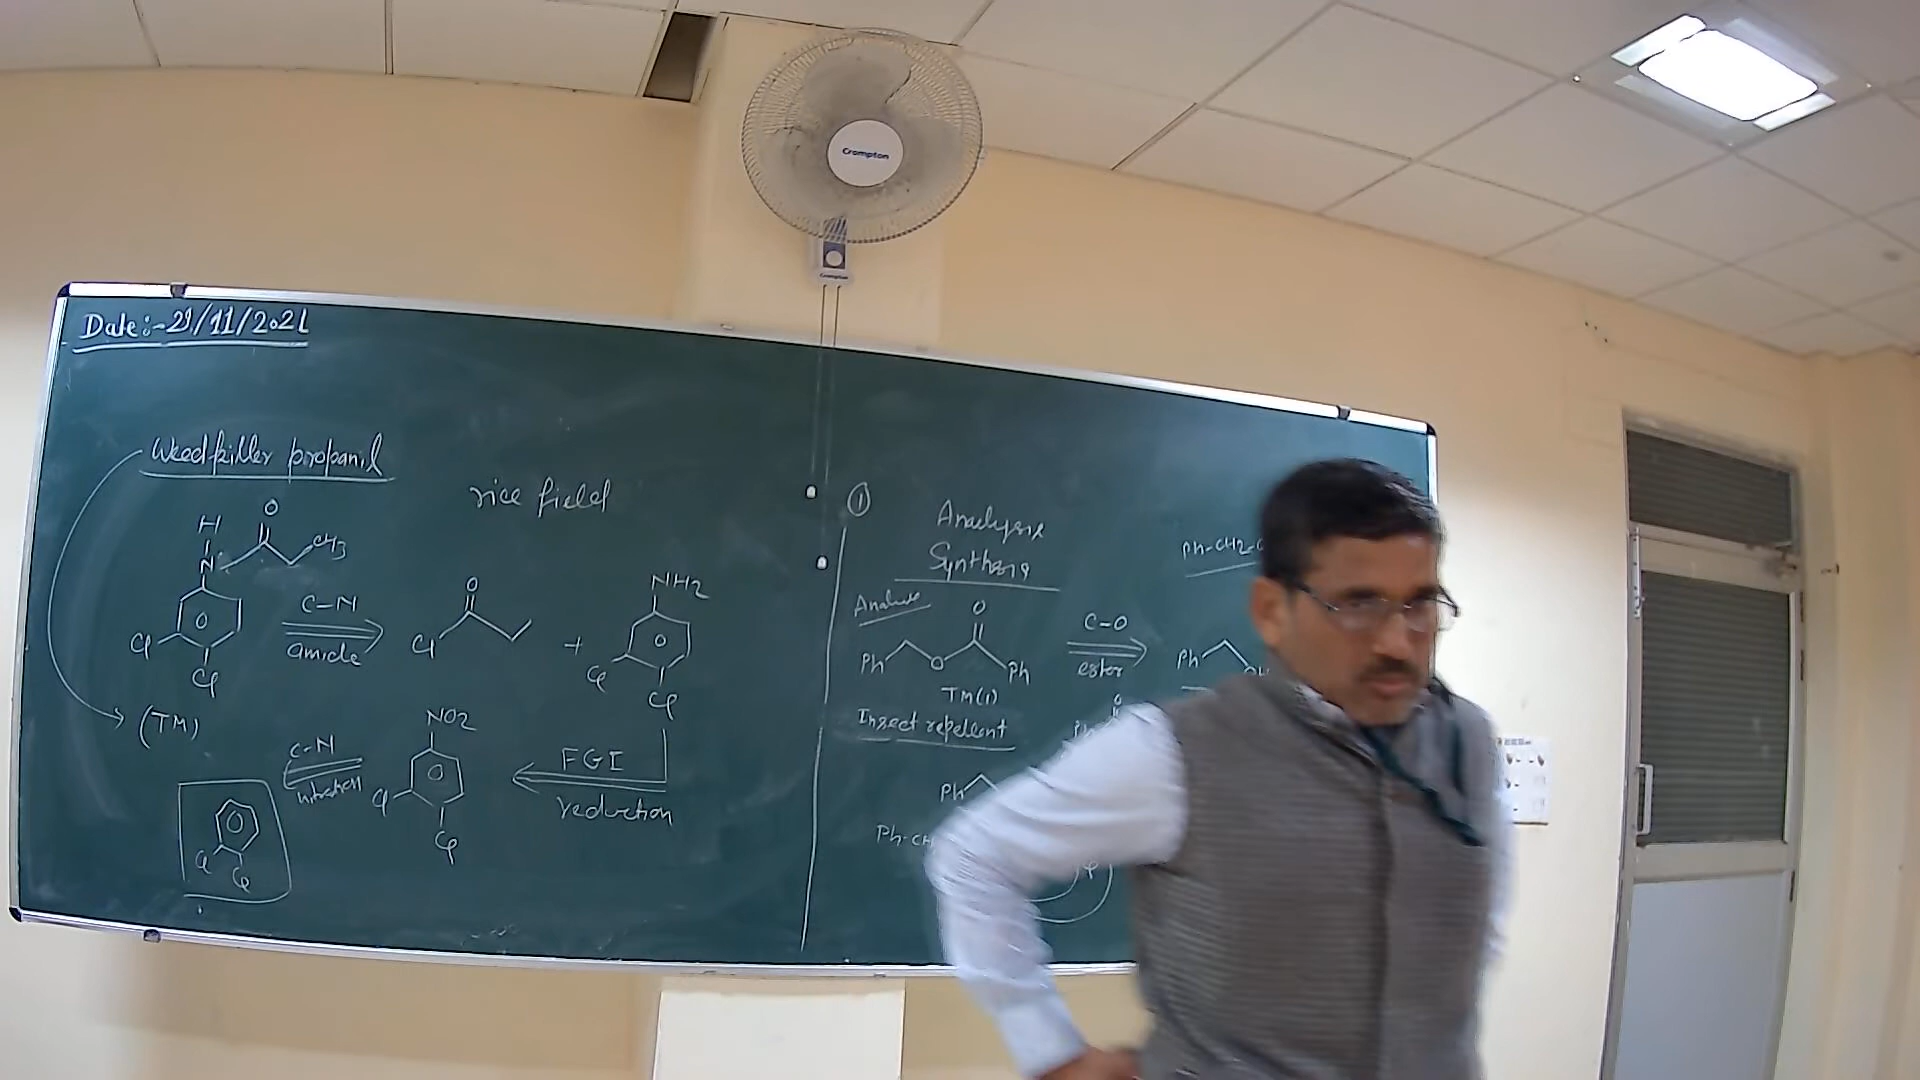 Crompton
Crompton
Date:-29/11/2021
Weedkiller propanil
rice field
H
O
N
CH3
Cl
Cl
C-N
amide
O
Cl
+
NH2
Cl
Cl
(TM)
C-N
nitration
NO2
Cl
Cl
FGI
reduction
Cl
Cl
①
Analysis
Synthesis
Analysis
Ph
O
O
Ph
TM(1)
Insect repellent
C-O
ester
Ph-CH2-
Ph
O
Ph
Ph-CH